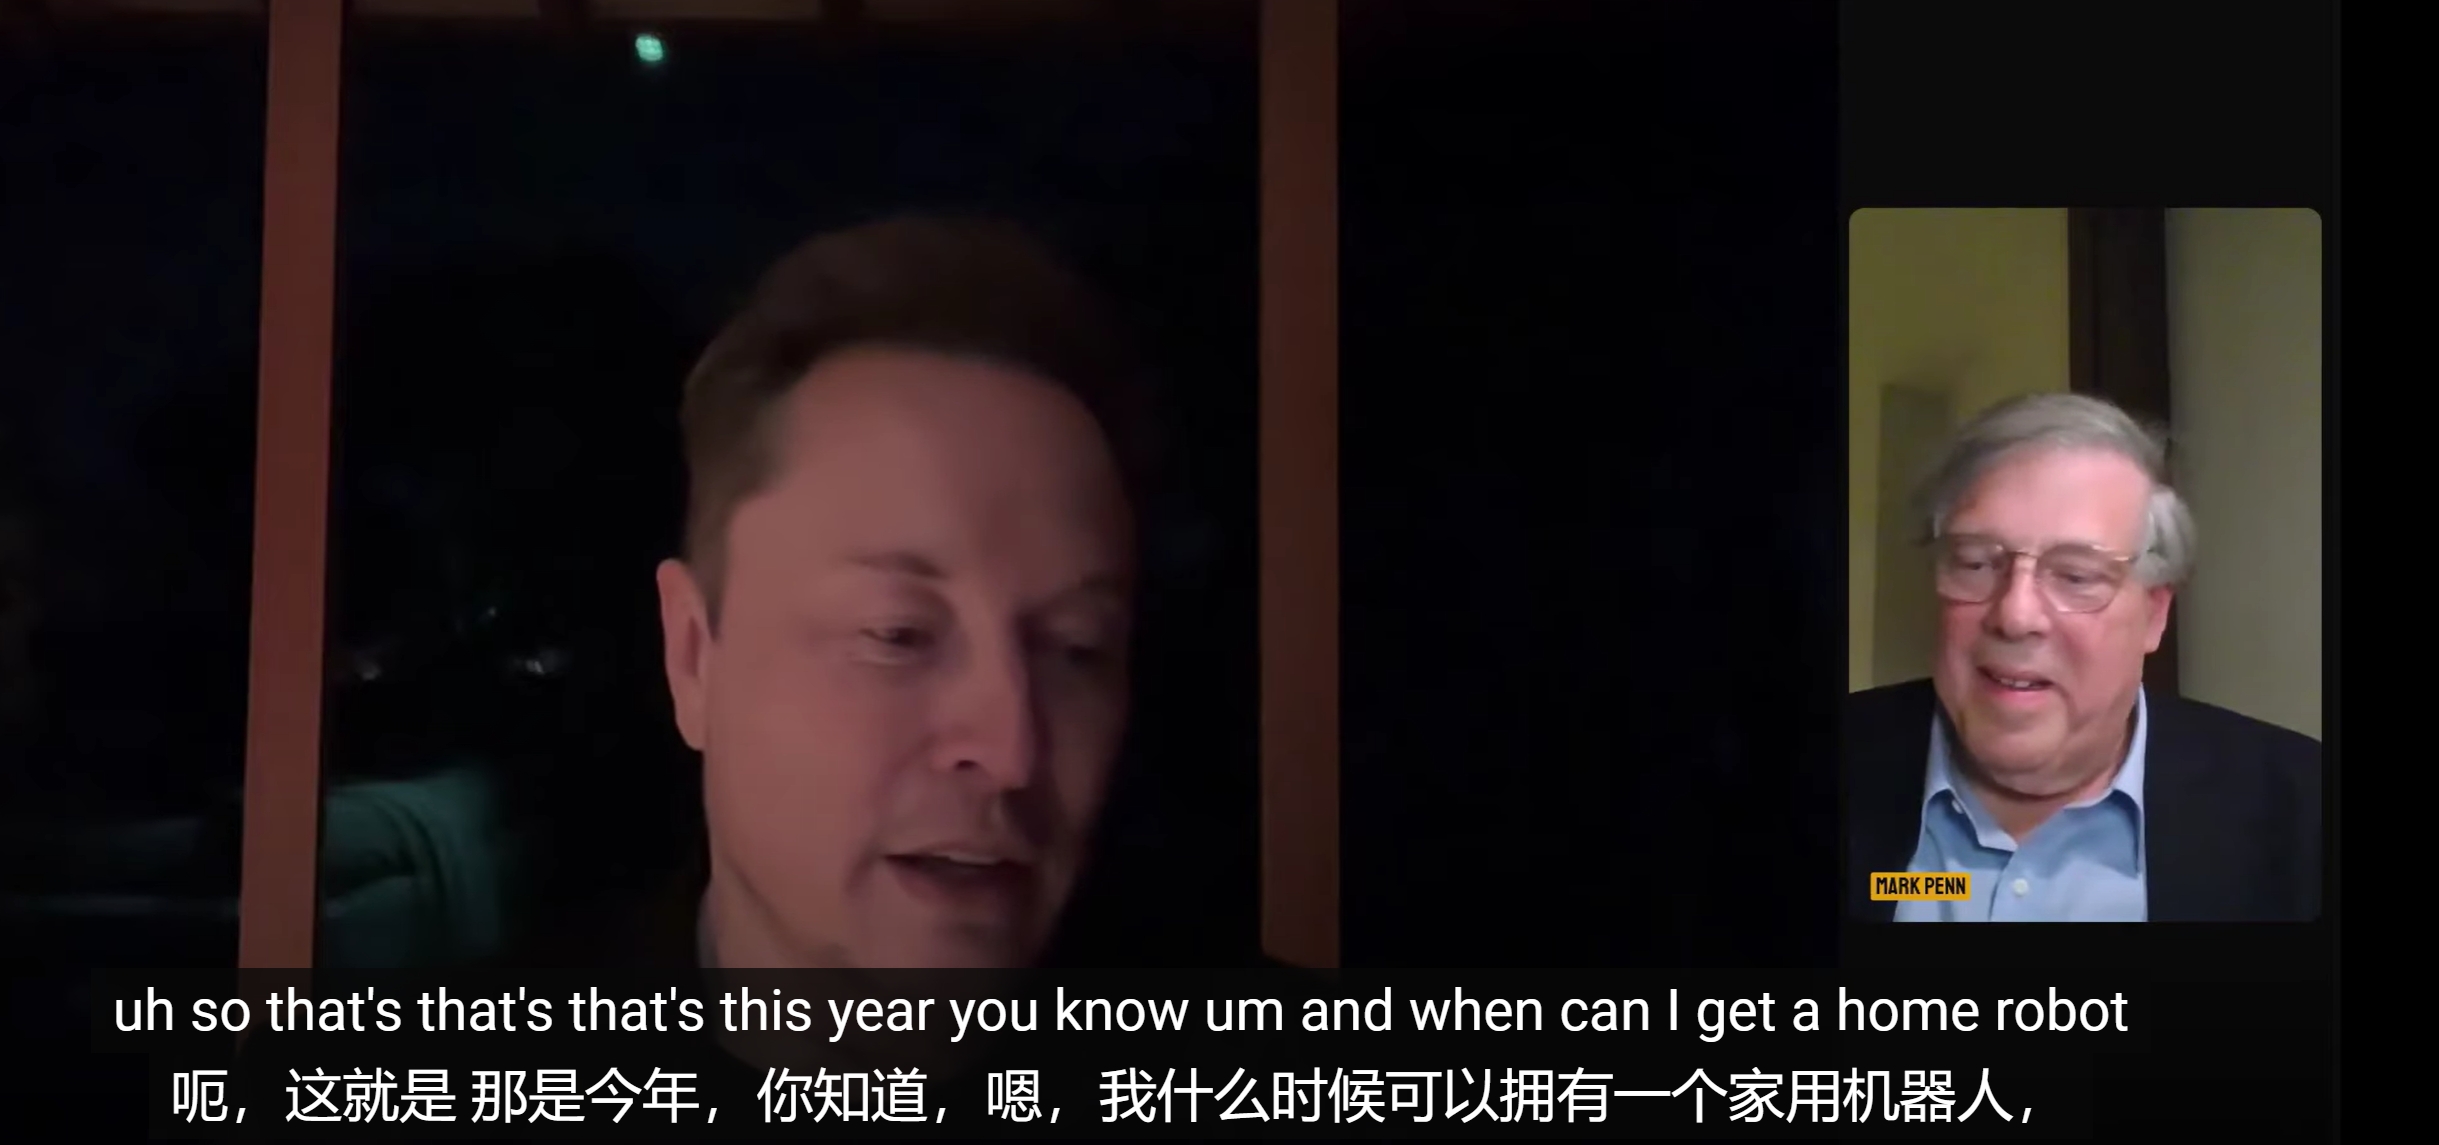 MARK PENN
uh so that's that's that's this year you know um and when can I get a home robot
呃，这就是 那是今年，你知道，嗯，我什么时候可以拥有一个家用机器人，